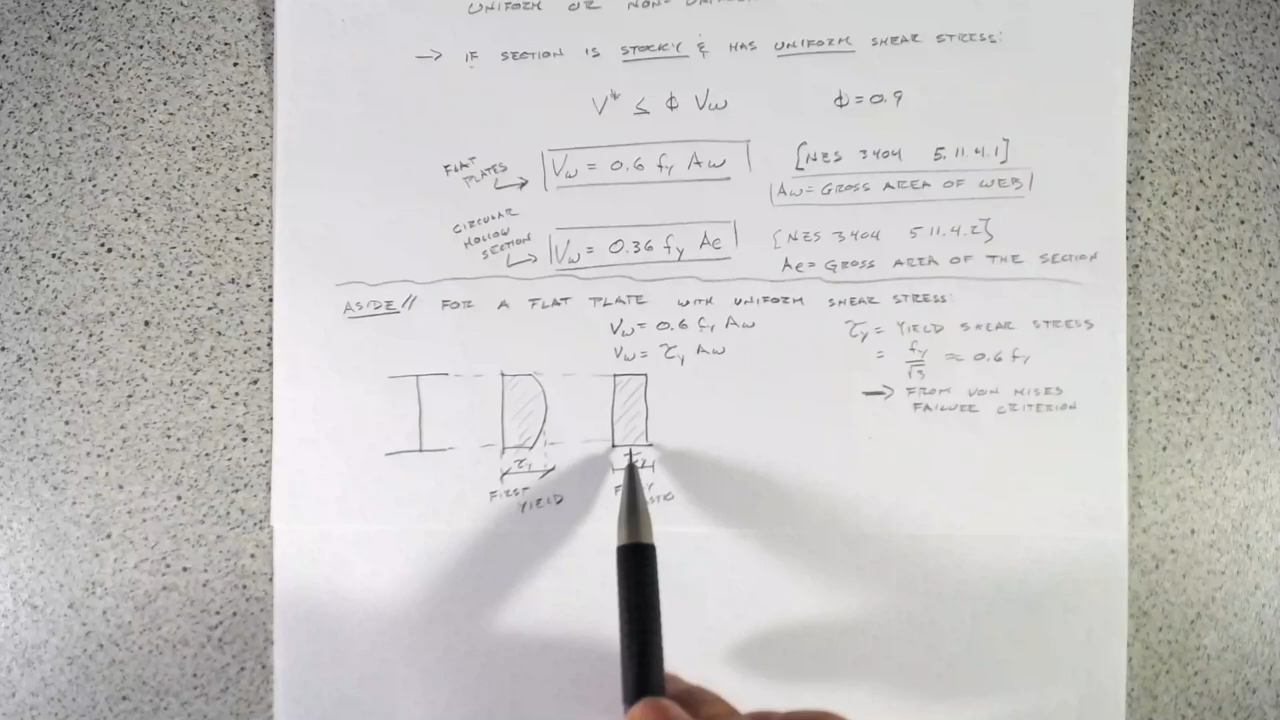 UNIFORM OR NON-
→ IF SECTION IS STOCKY & HAS UNIFORM SHEAR STRESS:
V* ≤ ϕ Vw ϕ = 0.9
FLAT
PLATES
Vw = 0.6 fy Aw [NZS 3404 5.11.4.1]
Aw = GROSS AREA OF WEB
CIRCULAR
HOLLOW
SECTION
Vw = 0.36 fy Ae [NZS 3404 5.11.4.2]
Ae = GROSS AREA OF THE SECTION
ASIDE// FOR A FLAT PLATE WITH UNIFORM SHEAR STRESS:
Vw = 0.6 fy Aw
Vw = τy Aw
τy = YIELD SHEAR STRESS
= fy/√3 ≈ 0.6 fy
→ FROM VON MISES
FAILURE CRITERION
τy
FIRST
YIELD